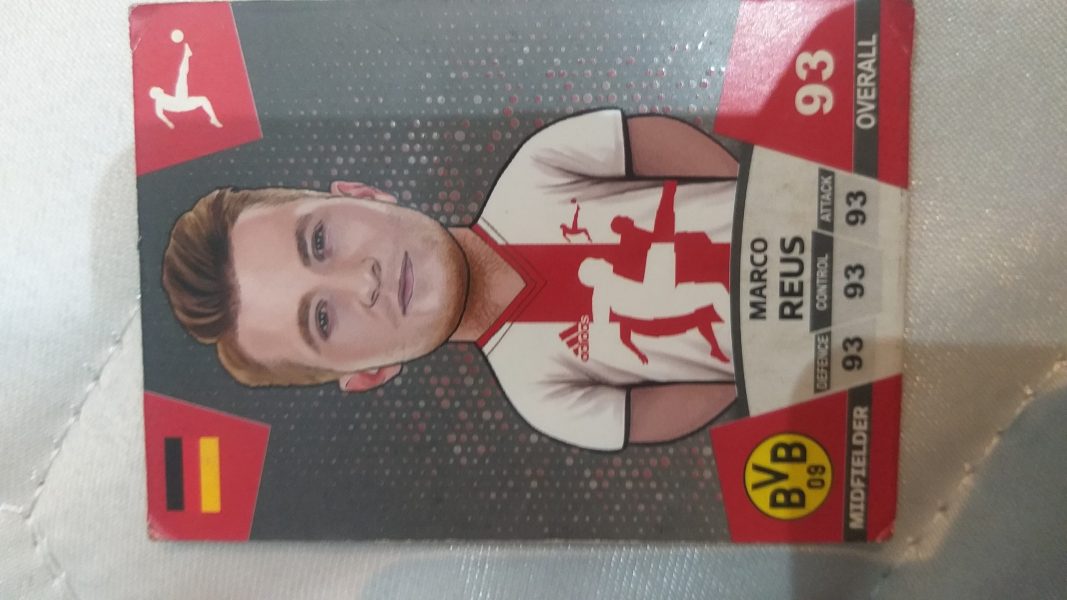 adidas
MARCO
REUS
DEFENCE CONTROL ATTACK
93 93 93
93
OVERALL
BVB
09
MIDFIELDER